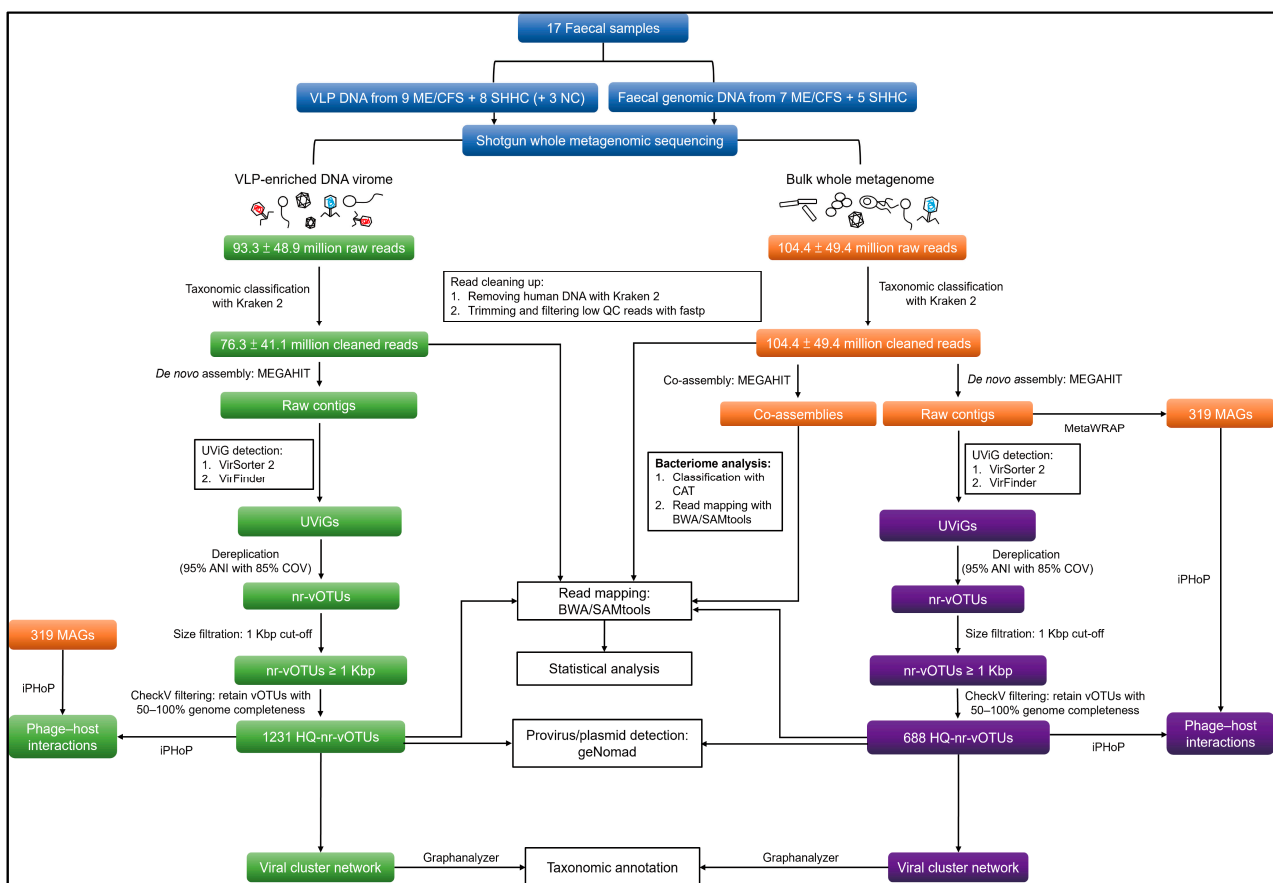 17 Faecal samples
VLP DNA from 9 ME/CFS + 8 SHHC (+ 3 NC)
Faecal genomic DNA from 7 ME/CFS + 5 SHHC
Shotgun whole metagenomic sequencing
VLP-enriched DNA virome
Bulk whole metagenome
93.3 ± 48.9 million raw reads
104.4 ± 49.4 million raw reads
Taxonomic classification
with Kraken 2
Read cleaning up:
1. Removing human DNA with Kraken 2
2. Trimming and filtering low QC reads with fastp
Taxonomic classification
with Kraken 2
76.3 ± 41.1 million cleaned reads
104.4 ± 49.4 million cleaned reads
De novo assembly: MEGAHIT
Co-assembly: MEGAHIT
De novo assembly: MEGAHIT
Raw contigs
Co-assemblies
Raw contigs
319 MAGs
MetaWRAP
UViG detection:
1. VirSorter 2
2. VirFinder
Bacteriome analysis:
1. Classification with
CAT
2. Read mapping with
BWA/SAMtools
UViG detection:
1. VirSorter 2
2. VirFinder
UViGs
UViGs
Dereplication
(95% ANI with 85% COV)
Dereplication
(95% ANI with 85% COV)
iPHoP
nr-vOTUs
Read mapping:
BWA/SAMtools
nr-vOTUs
319 MAGs
Size filtration: 1 Kbp cut-off
Size filtration: 1 Kbp cut-off
nr-vOTUs ≥ 1 Kbp
Statistical analysis
nr-vOTUs ≥ 1 Kbp
iPHoP
CheckV filtering: retain vOTUs with
50–100% genome completeness
CheckV filtering: retain vOTUs with
50–100% genome completeness
Phage–host
interactions
iPHoP
1231 HQ-nr-vOTUs
Provirus/plasmid detection:
geNomad
688 HQ-nr-vOTUs
iPHoP
Phage–host
interactions
Viral cluster network
Graphanalyzer
Taxonomic annotation
Graphanalyzer
Viral cluster network